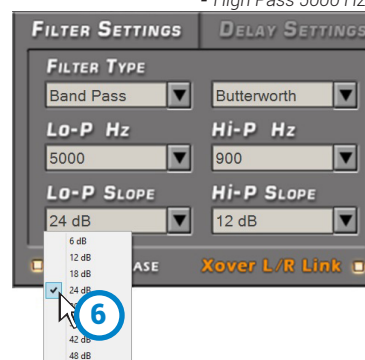 - High Pass 5000 Hz
FILTER SETTINGS DELAY SETTINGS
FILTER TYPE
Band Pass Butterworth
LO-P HZ HI-P HZ
5000 900
LO-P SLOPE HI-P SLOPE
24 dB 12 dB
6 dB
ASE Xover L/R Link
12 dB
18 dB
24 dB
6
42 dB
48 dB